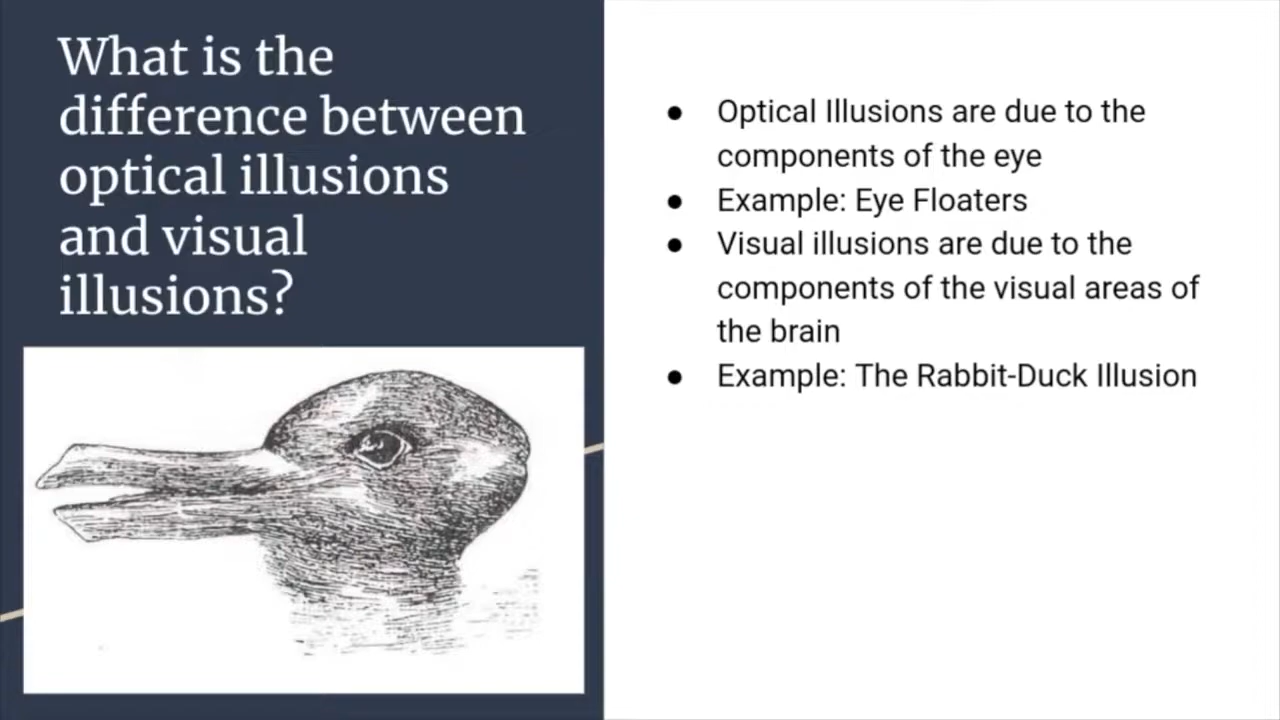 What is the
difference between
optical illusions
and visual
illusions?
● Optical Illusions are due to the
components of the eye
● Example: Eye Floaters
● Visual illusions are due to the
components of the visual areas of
the brain
● Example: The Rabbit-Duck Illusion